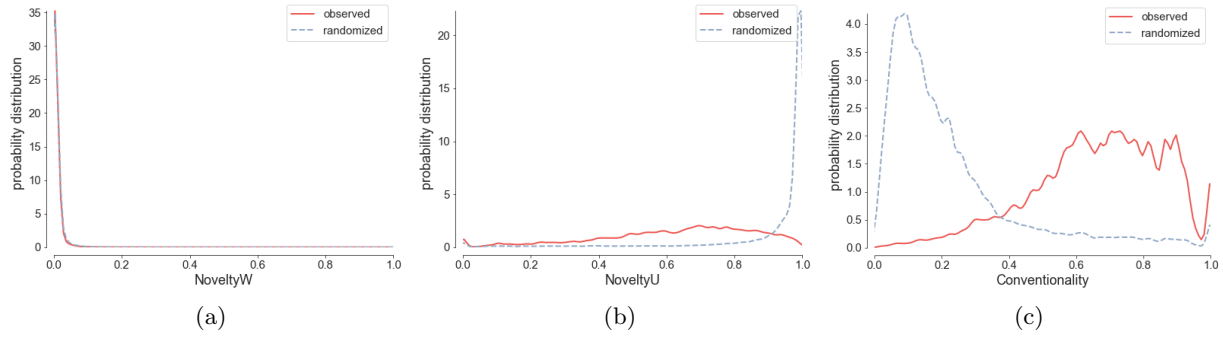 observed
randomized
probability distribution
35
30
25
20
15
10
5
0
0.0 0.2 0.4 0.6 0.8 1.0
NoveltyW
(a)
observed
randomized
probability distribution
20
15
10
5
0
0.0 0.2 0.4 0.6 0.8 1.0
NoveltyU
(b)
observed
randomized
probability distribution
4.0
3.5
3.0
2.5
2.0
1.5
1.0
0.5
0.0
0.0 0.2 0.4 0.6 0.8 1.0
Conventionality
(c)